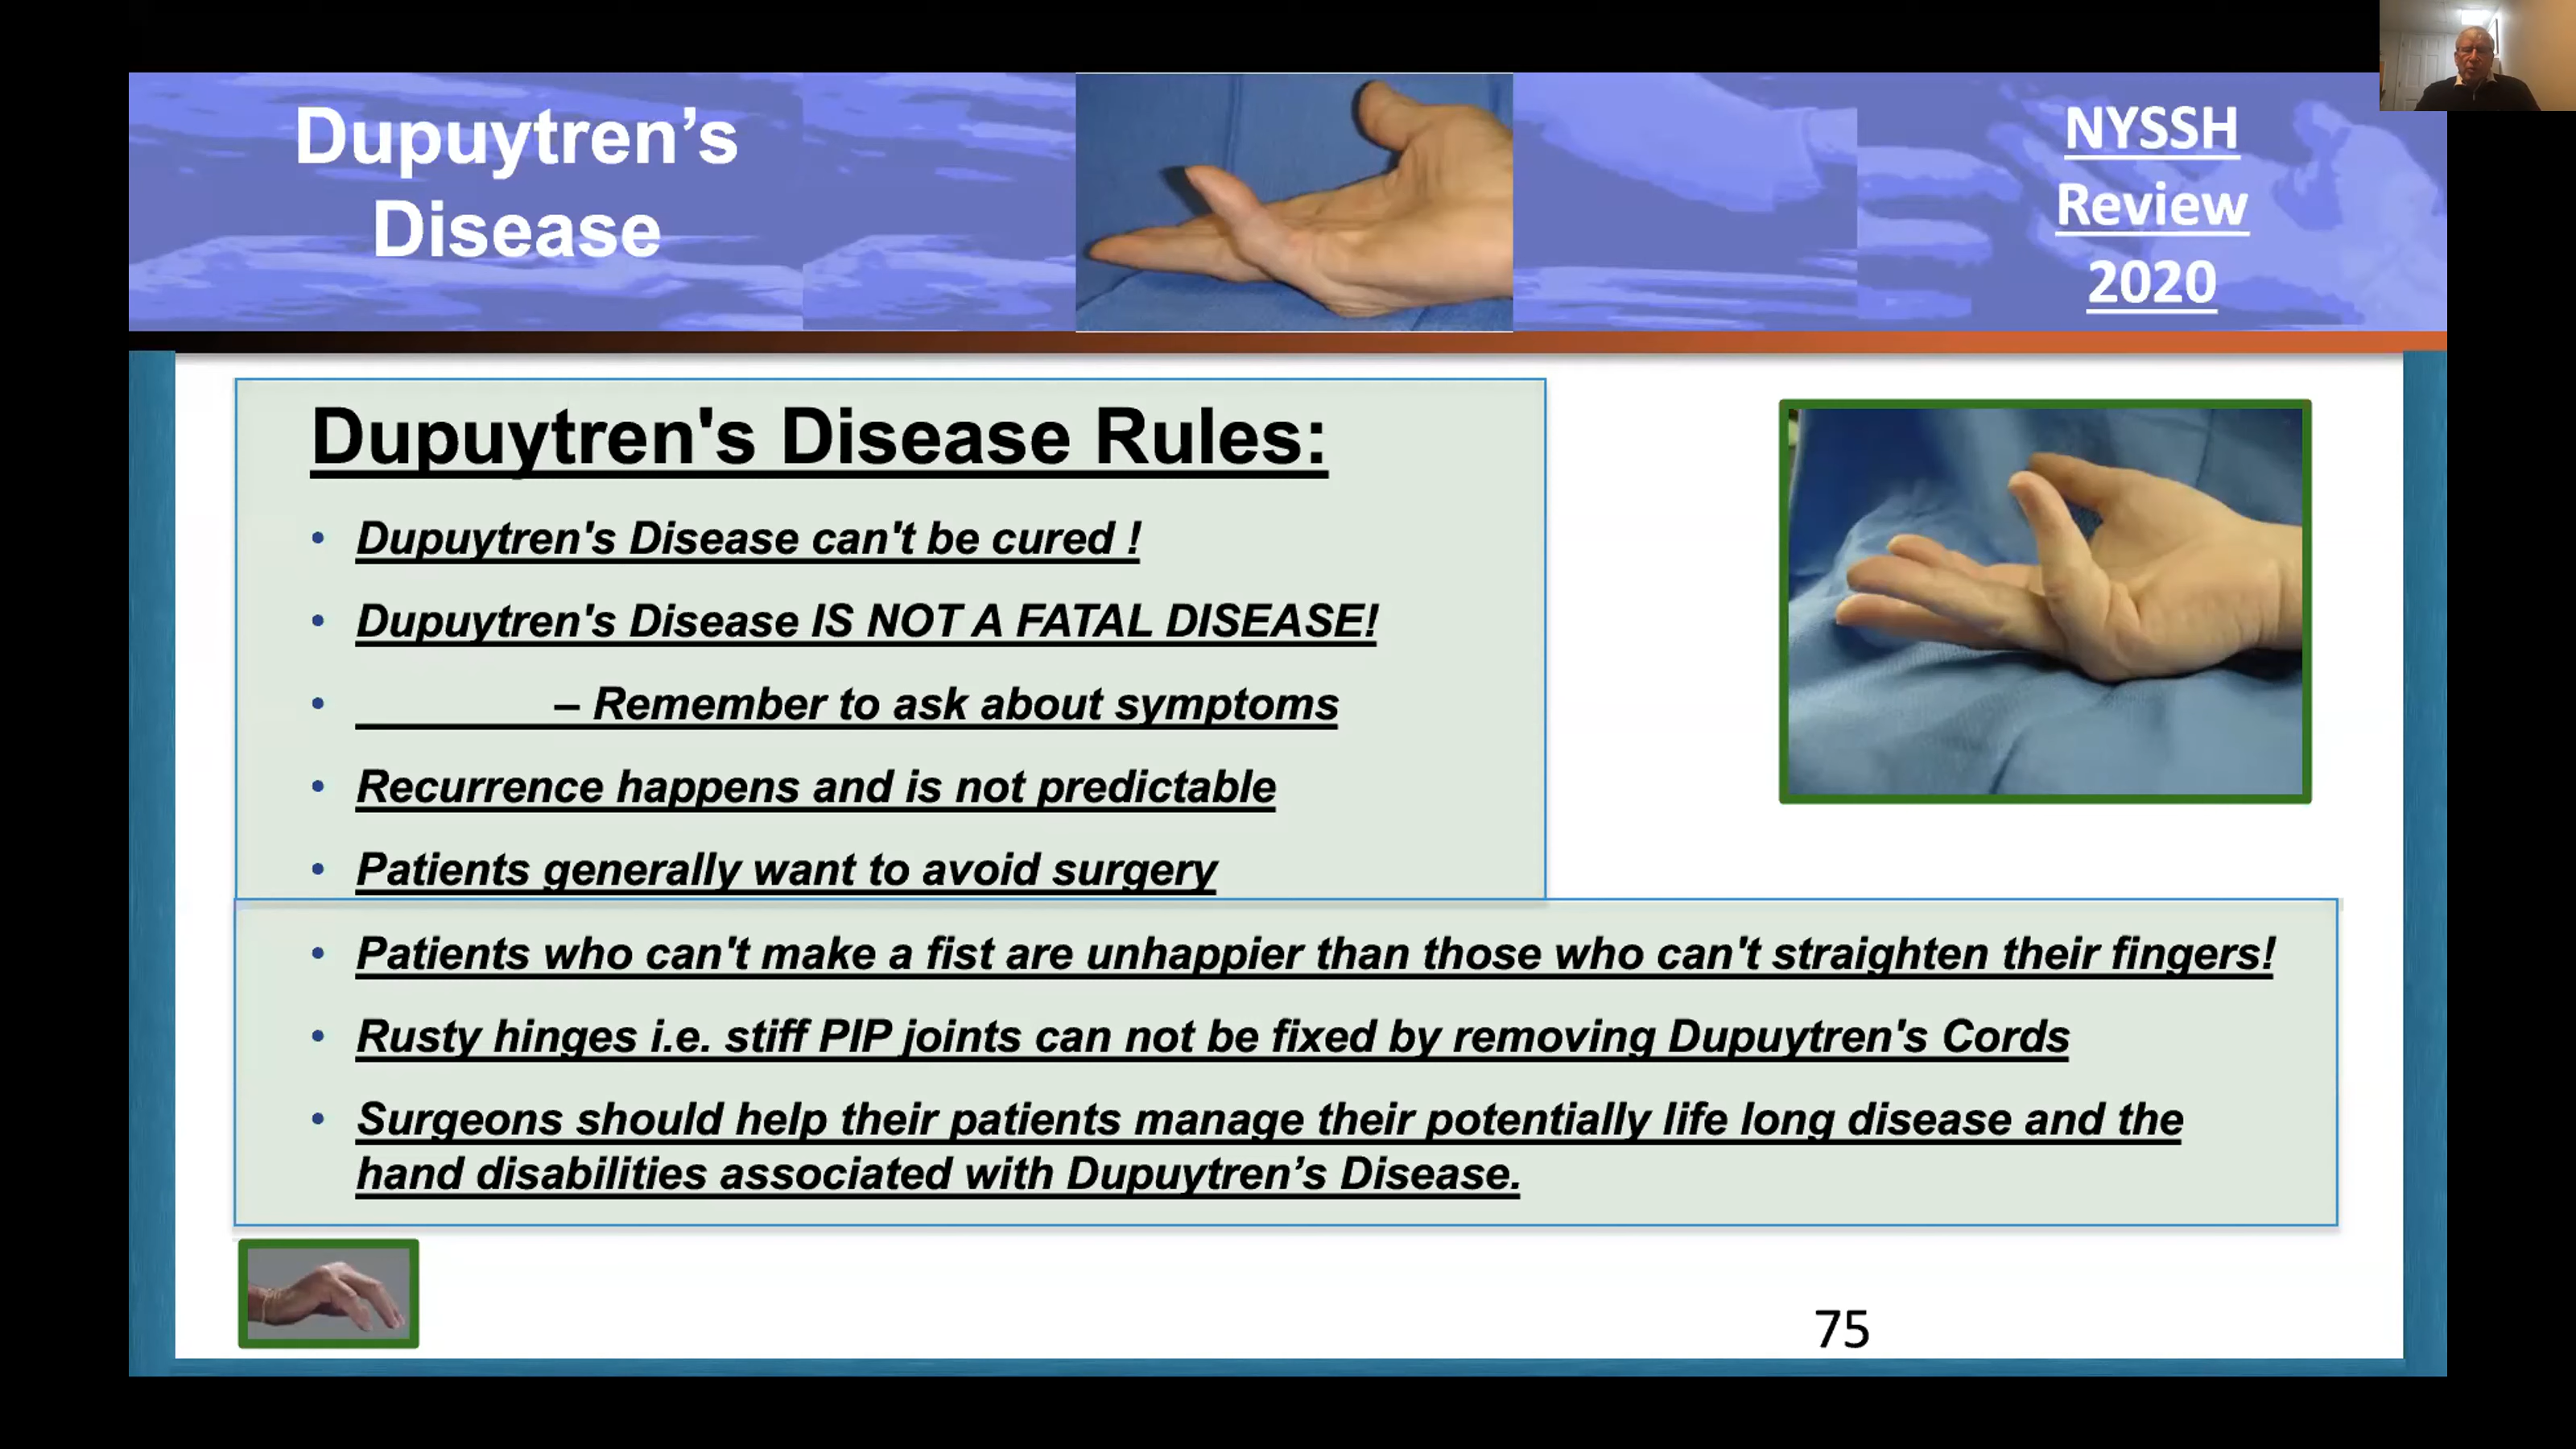 Dupuytren’s
Disease
NYSSH
Review
2020
Dupuytren's Disease Rules:
• Dupuytren's Disease can't be cured !
• Dupuytren's Disease IS NOT A FATAL DISEASE!
• – Remember to ask about symptoms
• Recurrence happens and is not predictable
• Patients generally want to avoid surgery
• Patients who can't make a fist are unhappier than those who can't straighten their fingers!
• Rusty hinges i.e. stiff PIP joints can not be fixed by removing Dupuytren's Cords
• Surgeons should help their patients manage their potentially life long disease and the
hand disabilities associated with Dupuytren’s Disease.
75